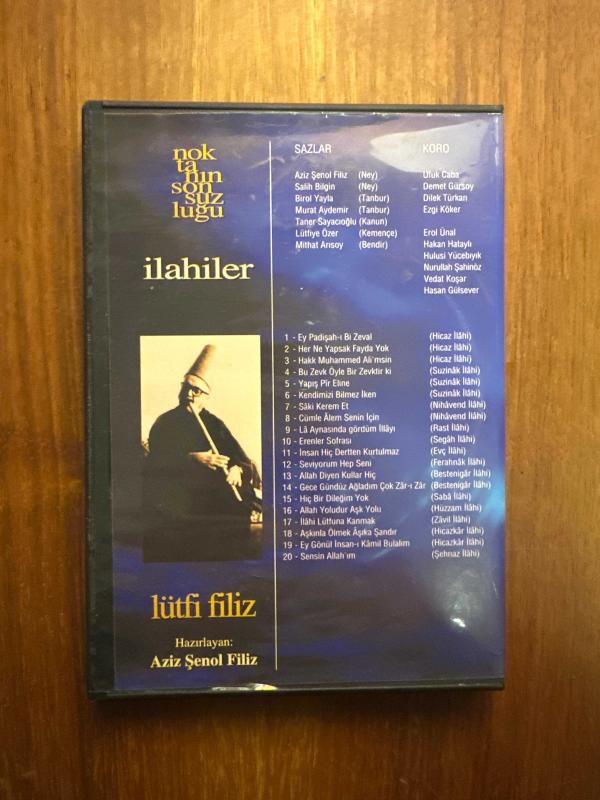 nok
ta
nın
son
suz
luğu
ilahiler
lütfi filiz
Hazırlayan:
Aziz Şenol Filiz
SAZLAR
Aziz Şenol Filiz (Ney)
Salih Bilgin (Ney)
Birol Yayla (Tanbur)
Murat Aydemir (Tanbur)
Taner Sayacıoğlu (Kanun)
Lütfiye Özer (Kemençe)
Mithat Arısoy (Bendir)
KORO
Ufuk Caba
Demet Gürsoy
Dilek Türkan
Ezgi Köker
Erol Ünal
Hakan Hataylı
Hulusi Yücebıyık
Nurullah Şahinöz
Vedat Koşar
Hasan Gülsever
1 - Ey Padişah-ı Bi Zeval (Hicaz İlâhi)
2 - Her Ne Yapsak Fayda Yok (Hicaz İlâhi)
3 - Hakk Muhammed Ali'msin (Hicaz İlâhi)
4 - Bu Zevk Öyle Bir Zevktir ki (Suzinâk İlâhi)
5 - Yapış Pîr Eline (Suzinâk İlâhi)
6 - Kendimizi Bilmez İken (Suzinâk İlâhi)
7 - Sâki Kerem Et (Nihâvend İlâhi)
8 - Cümle Âlem Senin İçin (Nihâvend İlâhi)
9 - Lâ Aynasında gördüm İllâyı (Rast İlâhi)
10 - Erenler Sofrası (Segâh İlâhi)
11 - İnsan Hiç Dertten Kurtulmaz (Evç İlâhi)
12 - Seviyorum Hep Seni (Ferahnâk İlâhi)
13 - Allah Diyen Kullar Hiç (Bestenigâr İlâhi)
14 - Gece Gündüz Ağladım Çok Zâr-ı Zâr (Bestenigâr İlâhi)
15 - Hiç Bir Dileğim Yok (Sabâ İlâhi)
16 - Allah Yoludur Aşk Yolu (Hüzzam İlâhi)
17 - İlâhi Lütfuna Kanmak (Zâvil İlâhi)
18 - Aşkınla Ölmek Âşıka Şandır (Hicazkâr İlâhi)
19 - Ey Gönül İnsan-ı Kâmil Bulalım (Hicazkâr İlâhi)
20 - Sensin Allah'ım (Şehnaz İlâhi)